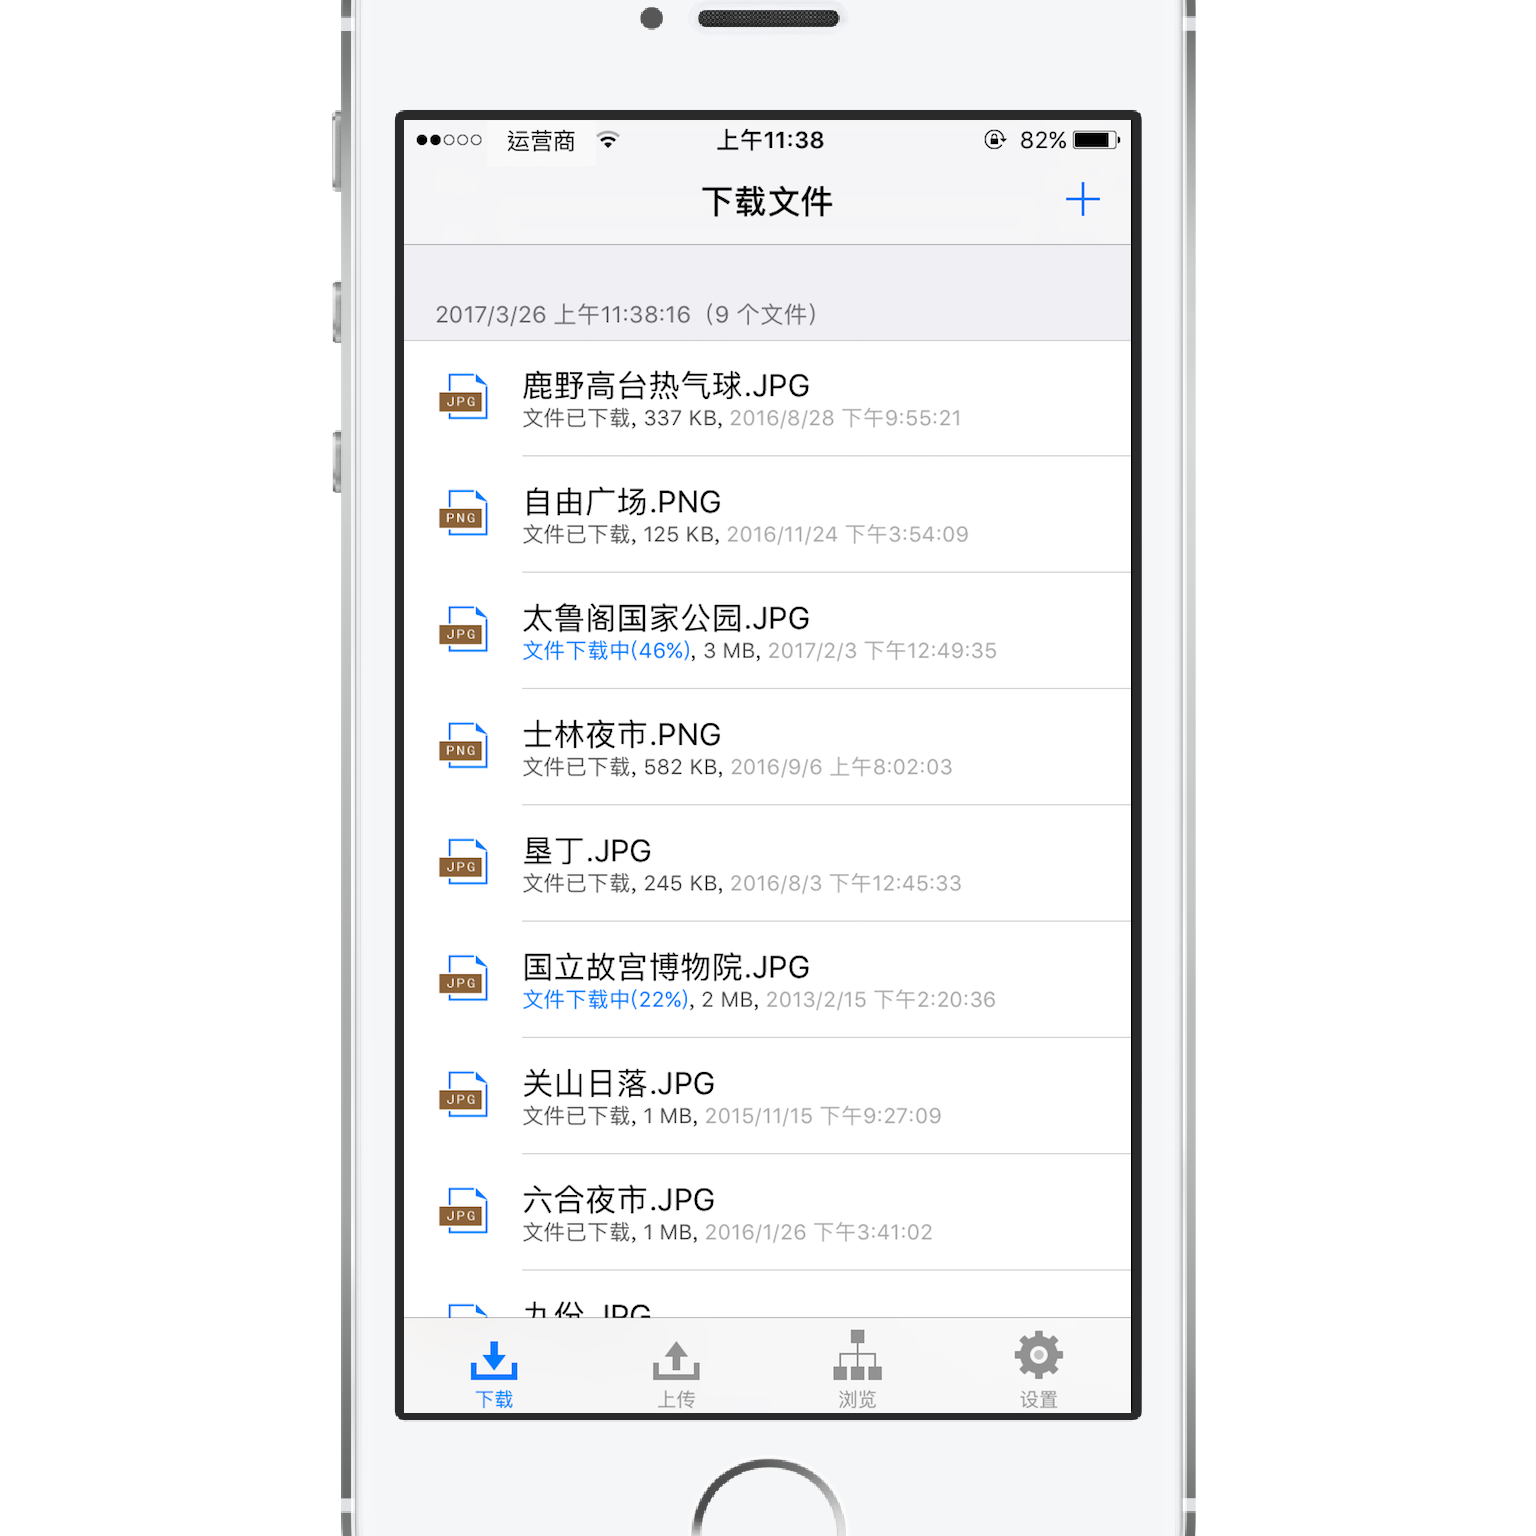 运营商 上午11:38 82%
下载文件
2017/3/26 上午11:38:16（9 个文件）
鹿野高台热气球.JPG
JPG
文件已下载, 337 KB, 2016/8/28 下午9:55:21
自由广场.PNG
PNG
文件已下载, 125 KB, 2016/11/24 下午3:54:09
太鲁阁国家公园.JPG
JPG
文件下载中(46%), 3 MB, 2017/2/3 下午12:49:35
士林夜市.PNG
PNG
文件已下载, 582 KB, 2016/9/6 上午8:02:03
垦丁.JPG
JPG
文件已下载, 245 KB, 2016/8/3 下午12:45:33
国立故宫博物院.JPG
JPG
文件下载中(22%), 2 MB, 2013/2/15 下午2:20:36
关山日落.JPG
JPG
文件已下载, 1 MB, 2015/11/15 下午9:27:09
六合夜市.JPG
JPG
文件已下载, 1 MB, 2016/1/26 下午3:41:02
九份.JPG
下载 上传 浏览 设置